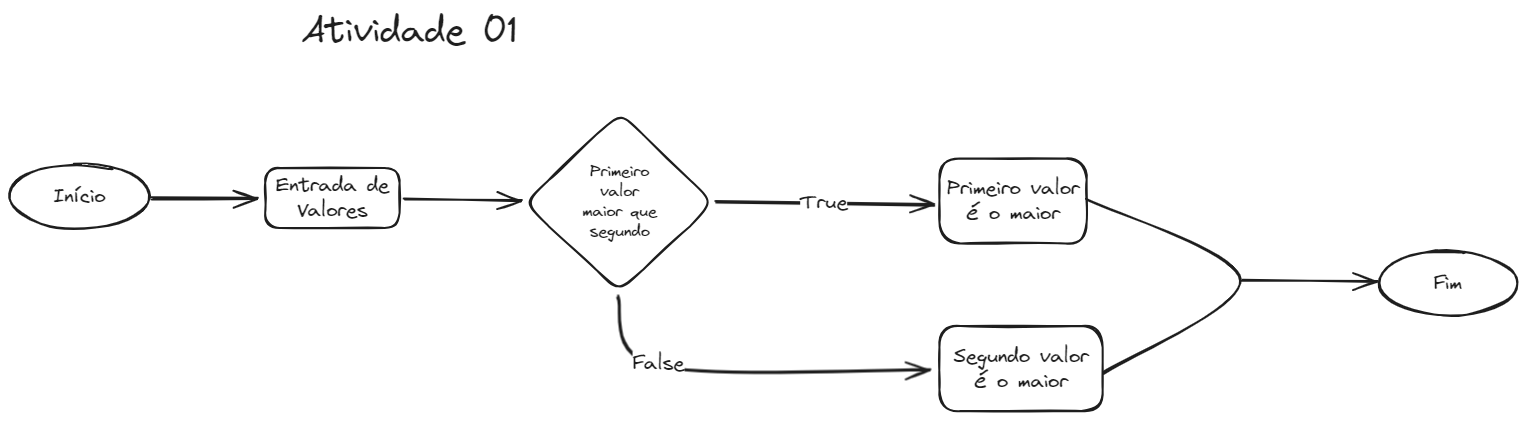 Atividade 01
Início
Entrada de
Valores
Primeiro
valor
maior que
segundo
True
Primeiro valor
é o maior
False
Segundo valor
é o maior
Fim